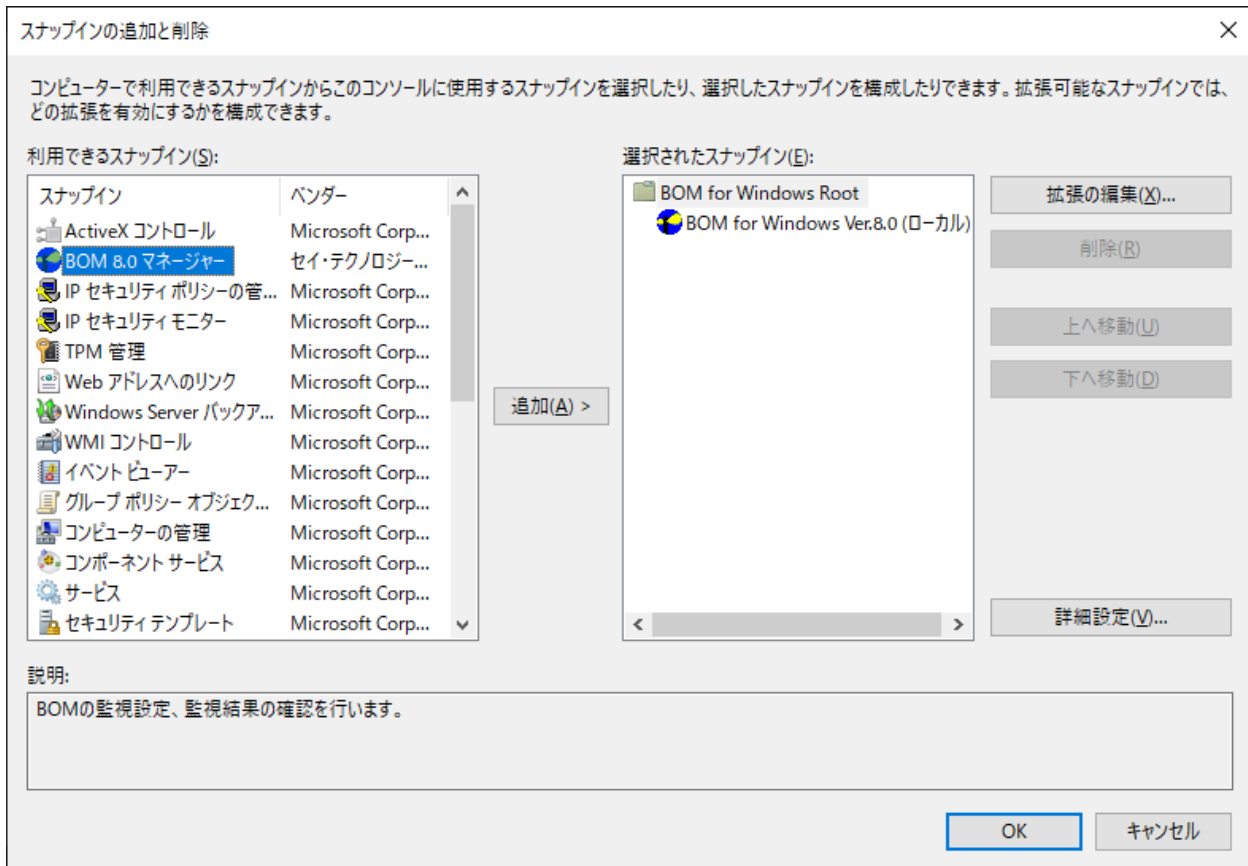 スナップインの追加と削除
コンピューターで利用できるスナップインからこのコンソールに使用するスナップインを選択したり、選択したスナップインを構成したりできます。拡張可能なスナップインでは、
どの拡張を有効にするかを構成できます。
利用できるスナップイン(S):
スナップイン ベンダー
ActiveX コントロール Microsoft Corp...
BOM 8.0 マネージャー セイ・テクノロジー...
IP セキュリティ ポリシーの管... Microsoft Corp...
IP セキュリティ モニター Microsoft Corp...
TPM 管理 Microsoft Corp...
Web アドレスへのリンク Microsoft Corp...
Windows Server バックア... Microsoft Corp...
WMI コントロール Microsoft Corp...
イベント ビューアー Microsoft Corp...
グループ ポリシー オブジェク... Microsoft Corp...
コンピューターの管理 Microsoft Corp...
コンポーネント サービス Microsoft Corp...
サービス Microsoft Corp...
セキュリティ テンプレート Microsoft Corp...
追加(A) >
選択されたスナップイン(E):
BOM for Windows Root
BOM for Windows Ver.8.0 (ローカル)
拡張の編集(X)...
削除(R)
上へ移動(U)
下へ移動(D)
詳細設定(V)...
説明:
BOMの監視設定、監視結果の確認を行います。
OK
キャンセル